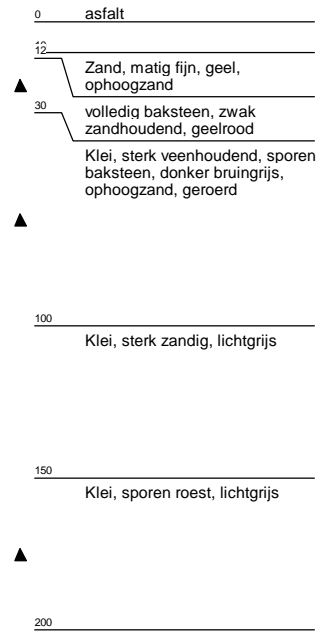 0 asfalt
12
Zand, matig fijn, geel,
ophoogzand
30
volledig baksteen, zwak
zandhoudend, geelrood
Klei, sterk veenhoudend, sporen
baksteen, donker bruingrijs,
ophoogzand, geroerd
100
Klei, sterk zandig, lichtgrijs
150
Klei, sporen roest, lichtgrijs
200